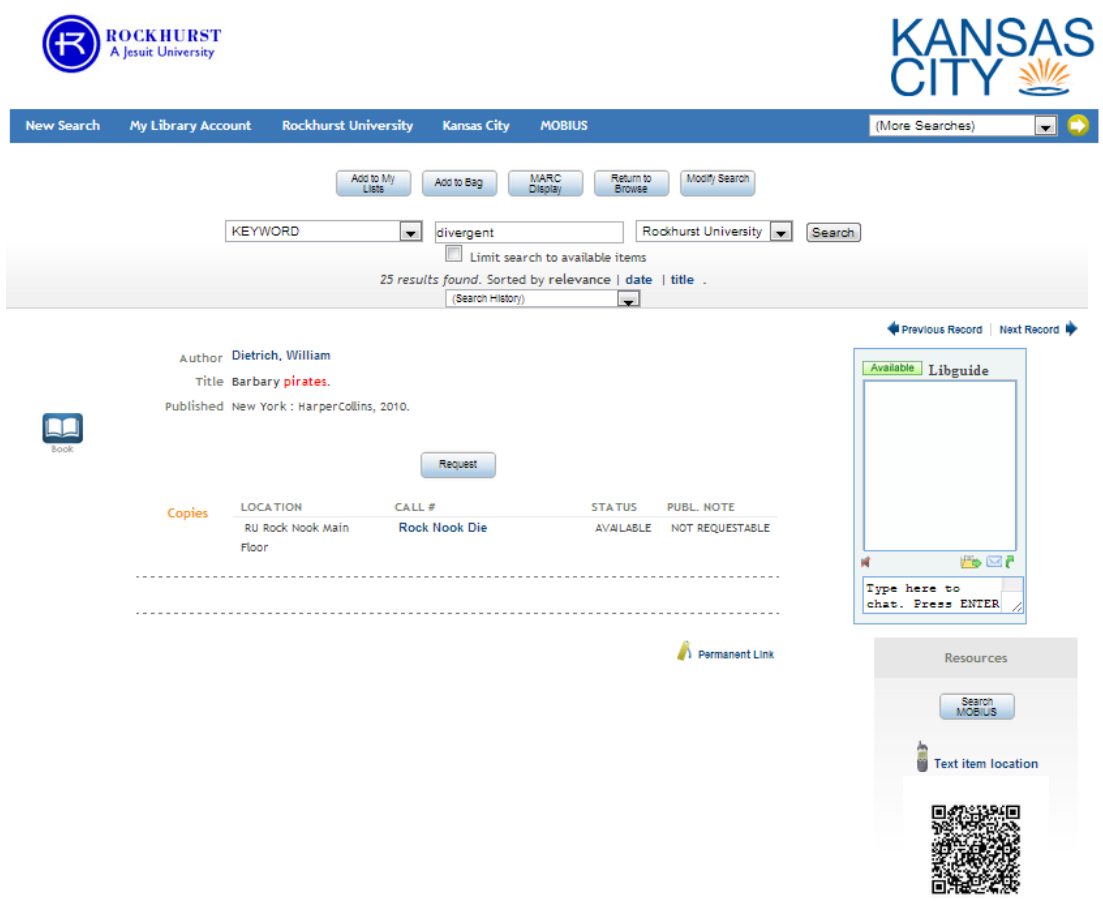 ROCKHURST
A Jesuit University
KANSAS
CITY
New Search My Library Account Rockhurst University Kansas City MOBIUS (More Searches)
Add to My Lists Add to Bag MARC Display Return to Browse Modify Search
KEYWORD divergent Rockhurst University Search
Limit search to available items
25 results found. Sorted by relevance | date | title .
(Search History)
Previous Record | Next Record
Author Dietrich, William
Title Barbary pirates.
Published New York : HarperCollins, 2010.
Book
Request
Copies LOCATION CALL # STATUS PUBL. NOTE
RU Rock Nook Main Rock Nook Die AVAILABLE NOT REQUESTABLE
Floor
Permanent Link
Available Libguide
Type here to
chat. Press ENTER
Resources
Search
MOBIUS
Text item location